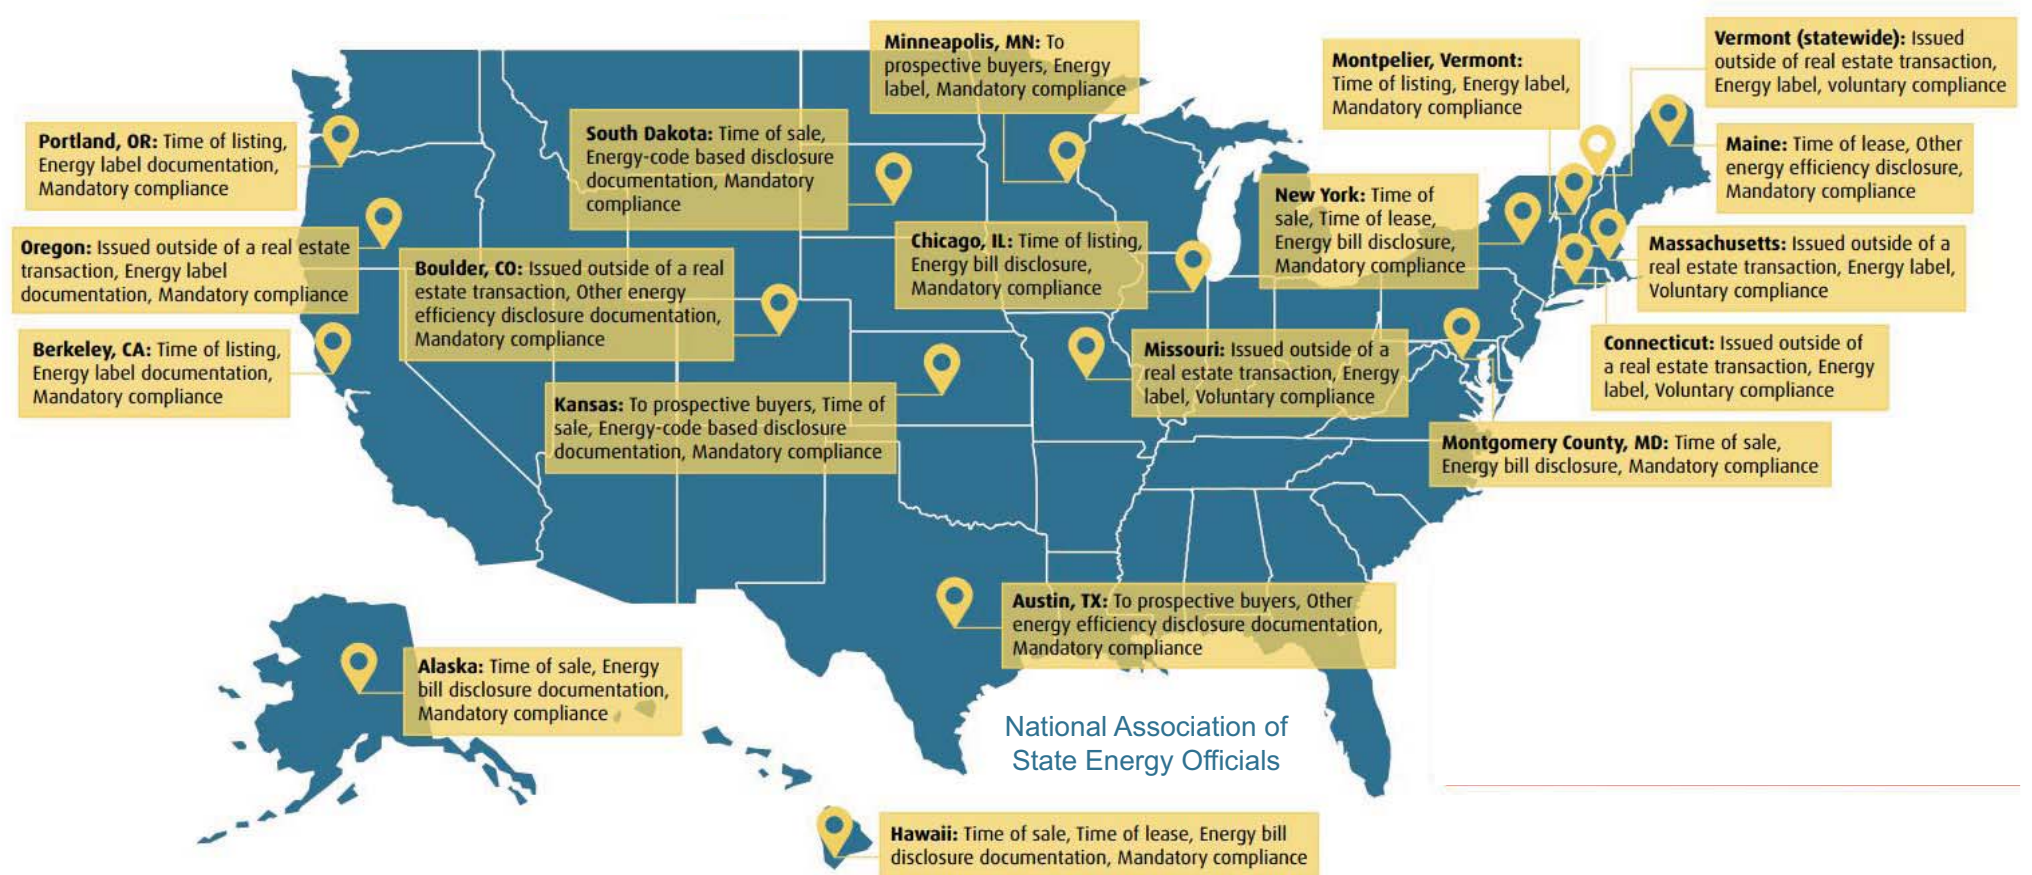 Minneapolis, MN: To
prospective buyers, Energy
label, Mandatory compliance
Montpelier, Vermont:
Time of listing, Energy label,
Mandatory compliance
Vermont (statewide): Issued
outside of real estate transaction,
Energy label, voluntary compliance
Portland, OR: Time of listing,
Energy label documentation,
Mandatory compliance
South Dakota: Time of sale,
Energy-code based disclosure
documentation, Mandatory
compliance
Maine: Time of lease, Other
energy efficiency disclosure,
Mandatory compliance
New York: Time of
sale, Time of lease,
Energy bill disclosure,
Mandatory compliance
Oregon: Issued outside of a real estate
transaction, Energy label
documentation, Mandatory compliance
Boulder, CO: Issued outside of a real
estate transaction, Other energy
efficiency disclosure documentation,
Mandatory compliance
Chicago, IL: Time of listing,
Energy bill disclosure,
Mandatory compliance
Massachusetts: Issued outside of a
real estate transaction, Energy label,
Voluntary compliance
Berkeley, CA: Time of listing,
Energy label documentation,
Mandatory compliance
Missouri: Issued outside of a
real estate transaction, Energy
label, Voluntary compliance
Connecticut: Issued outside of
a real estate transaction, Energy
label, Voluntary compliance
Kansas: To prospective buyers, Time of
sale, Energy-code based disclosure
documentation, Mandatory compliance
Montgomery County, MD: Time of sale,
Energy bill disclosure, Mandatory compliance
Austin, TX: To prospective buyers, Other
energy efficiency disclosure documentation,
Mandatory compliance
Alaska: Time of sale, Energy
bill disclosure documentation,
Mandatory compliance
National Association of
State Energy Officials
Hawaii: Time of sale, Time of lease, Energy bill
disclosure documentation, Mandatory compliance